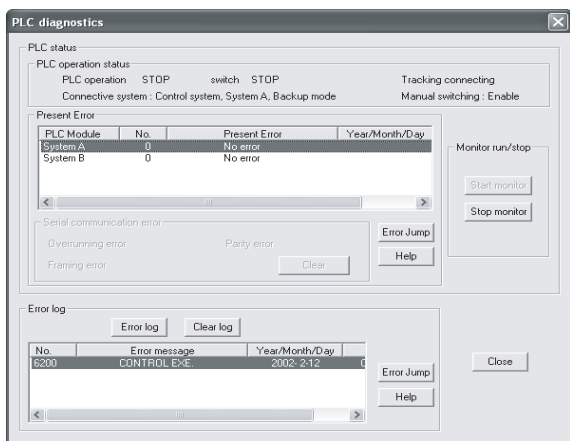 PLC diagnostics
PLC status
PLC operation status
PLC operation STOP switch STOP Tracking connecting
Connective system : Control system, System A, Backup mode Manual switching : Enable
Present Error
PLC Module No. Present Error Year/Month/Day
System A 0 No error
System B 0 No error
Monitor run/stop
Start monitor
Stop monitor
Serial communication error
Overrunning error Parity error
Framing error Clear
Error Jump
Help
Error log
Error log Clear log
No. Error message Year/Month/Day
6200 CONTROL EXE. 2002- 2-12
Error Jump
Help
Close